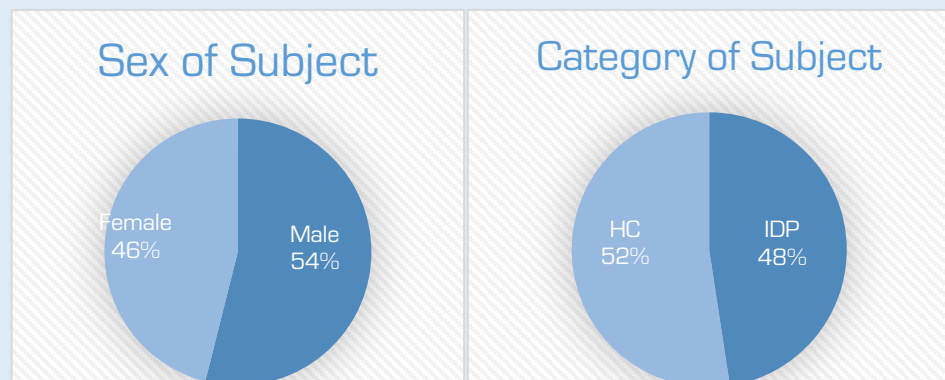 Sex of Subject
Female
46%
Male
54%
Category of Subject
HC
52%
IDP
48%